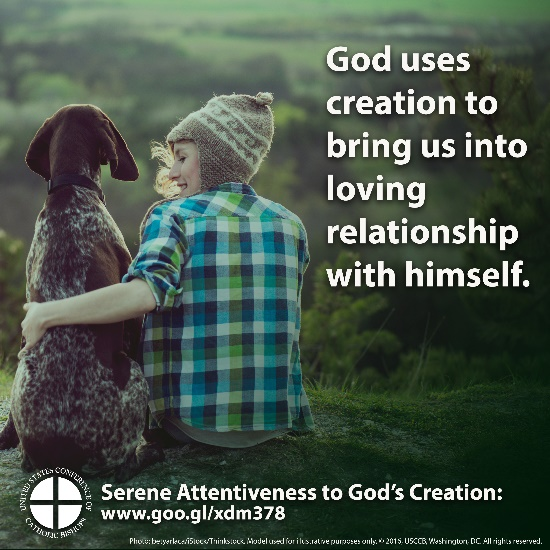 God uses
creation to
bring us into
loving
relationship
with himself.
UNITED STATES CONFERENCE OF
CATHOLIC BISHOPS
Serene Attentiveness to God's Creation:
www.goo.gl/xdm378
Photo: betyarlaca/iStock/Thinkstock. Model used for illustrative purposes only. © 2016, USCCB, Washington, DC. All rights reserved.